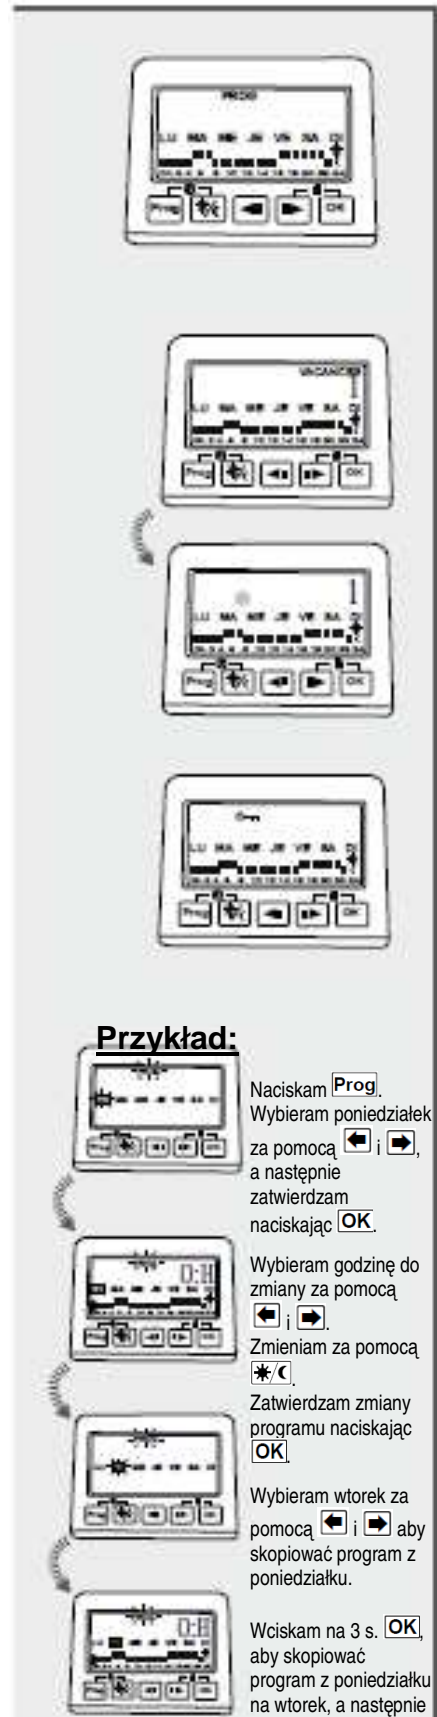 PROG
LU MA ME JE VE SA DI
Prog OK
VACANCES
LU MA ME JE VE SA DI
Prog OK
LU MA ME JE VE SA DI
Prog OK
LU MA ME JE VE SA DI
Prog OK
Przykład:
Naciskam Prog.
Wybieram poniedziałek
za pomocą i ,
a następnie
zatwierdzam
naciskając OK.
Wybieram godzinę do
zmiany za pomocą
i .
Zmieniam za pomocą
.
Zatwierdzam zmiany
programu naciskając
OK.
Wybieram wtorek za
pomocą i aby
skopiować program z
poniedziałku.
Wciskam na 3 s. OK,
aby skopiować
program z poniedziałku
na wtorek, a następnie